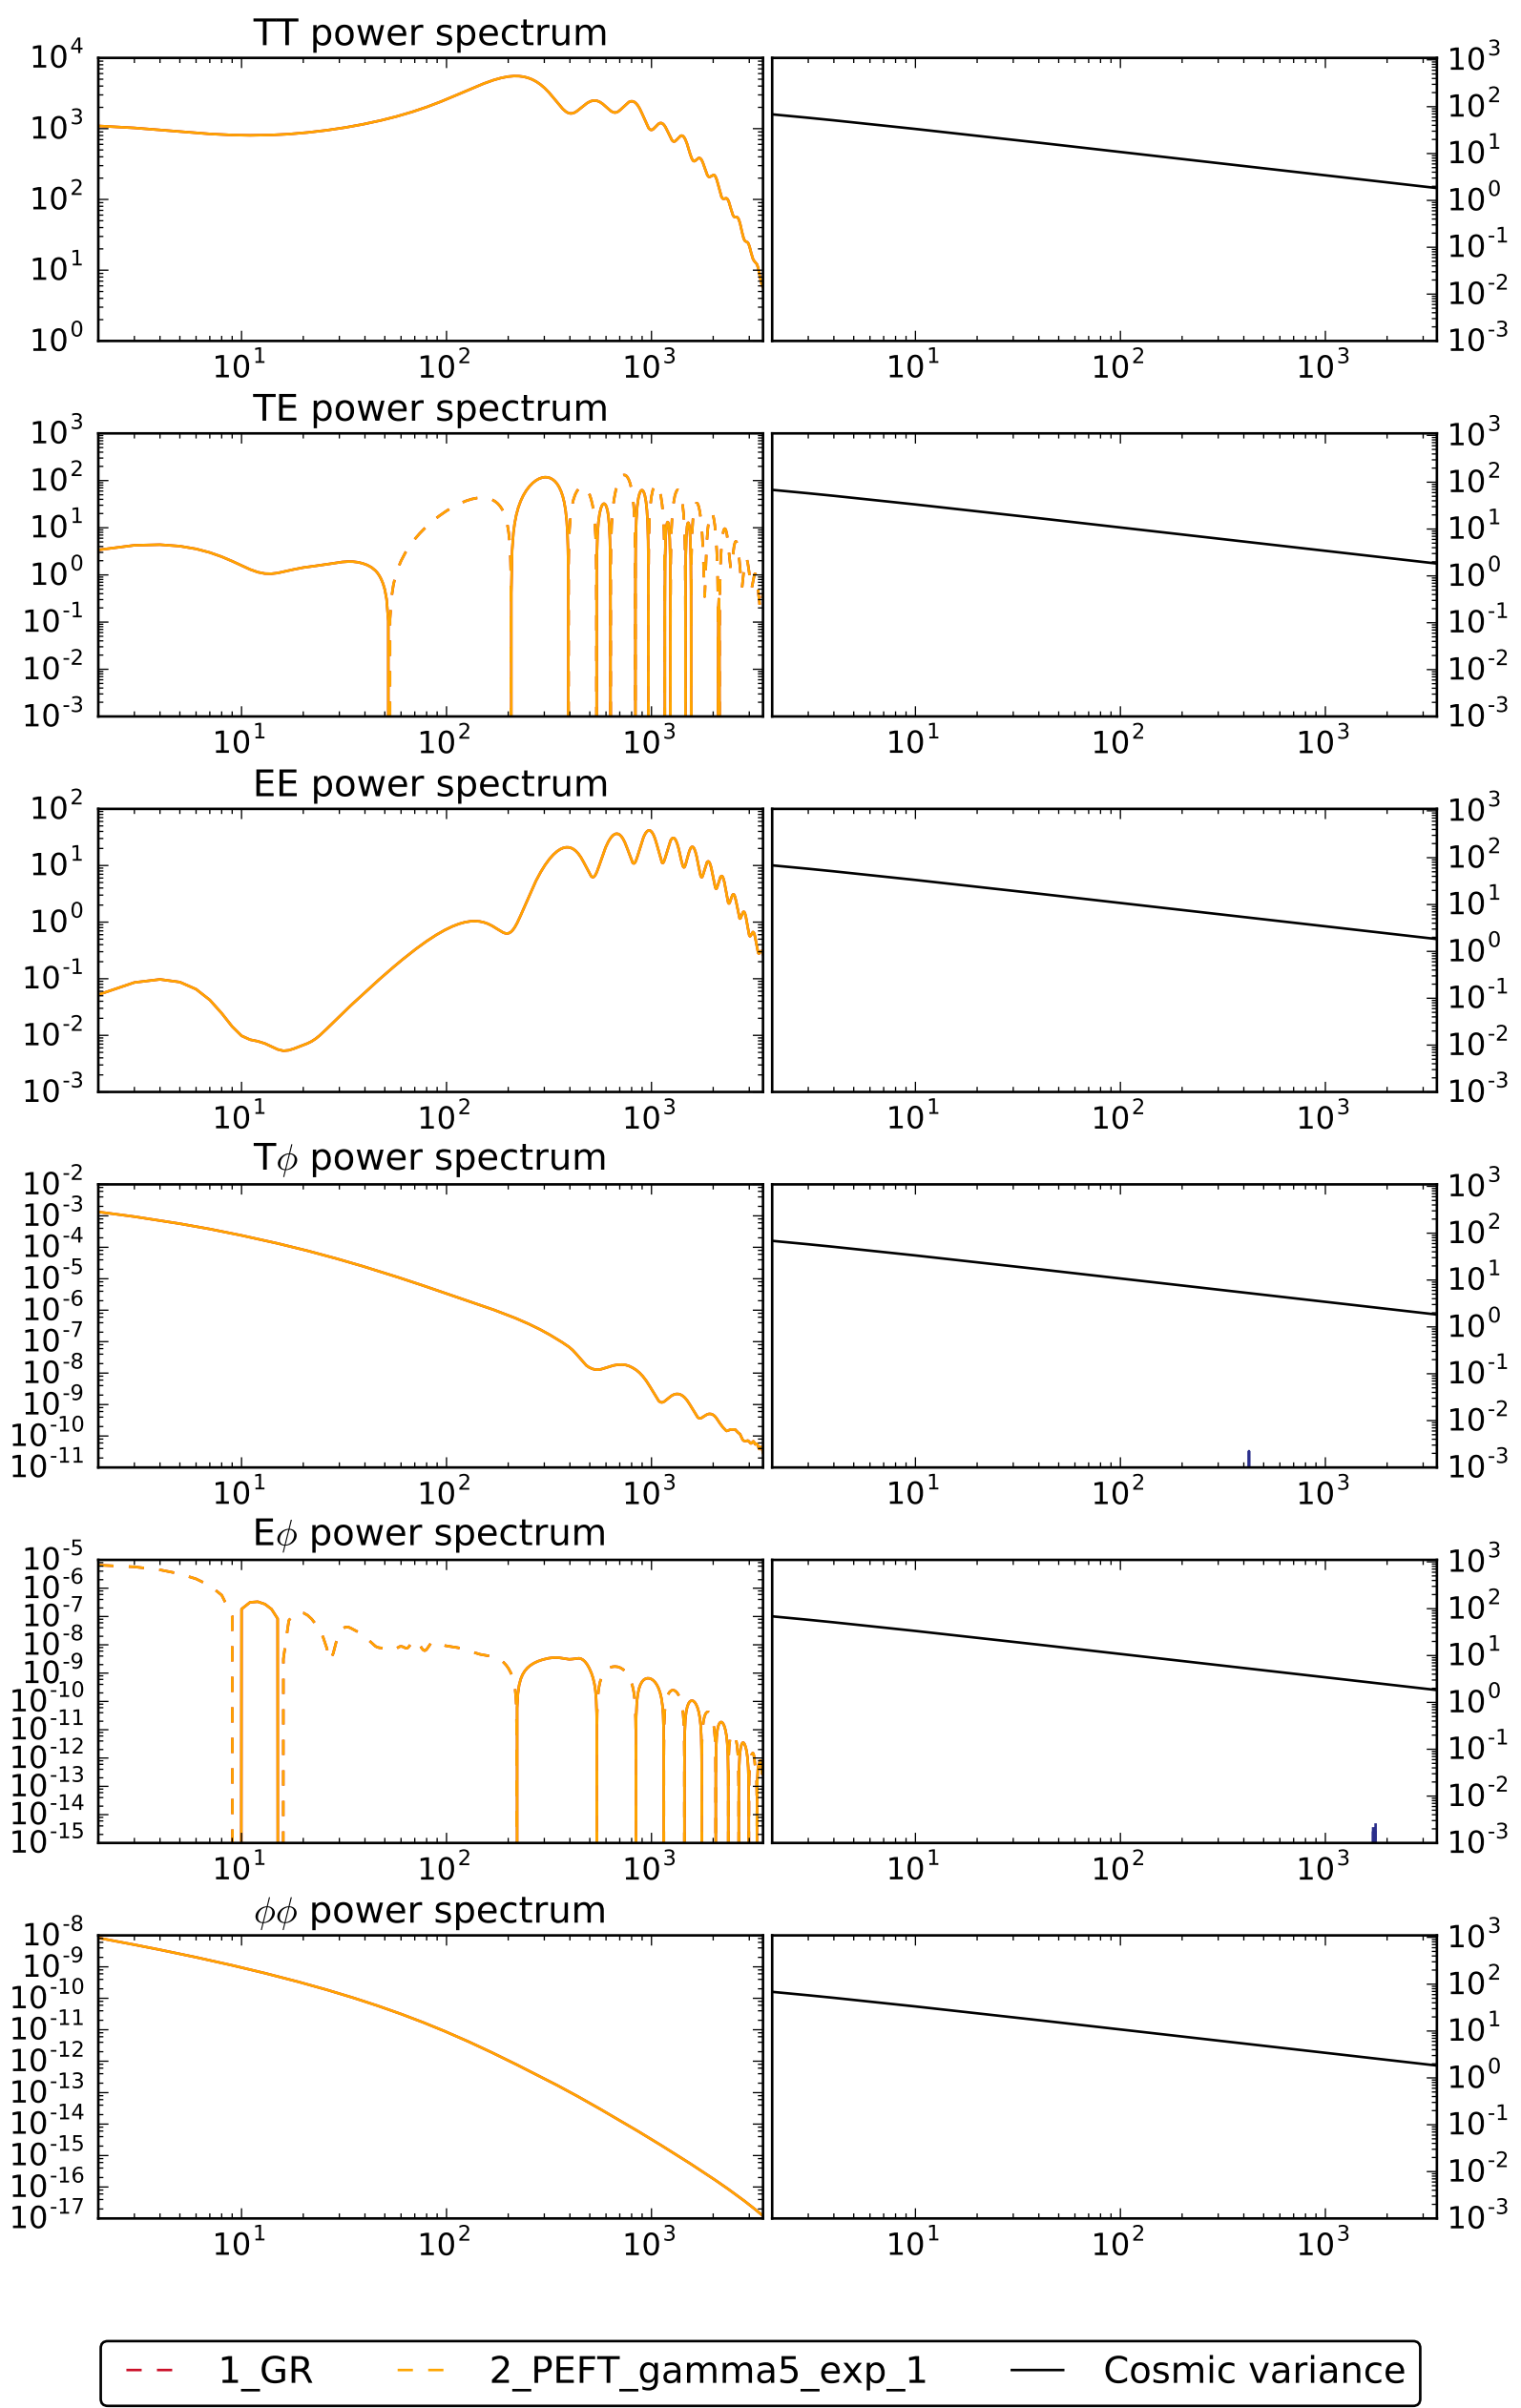 TT power spectrum
10^4 10^3 10^2 10^1 10^0
10^1 10^2 10^3
10^3 10^2 10^1 10^0 10^-1 10^-2 10^-3
10^1 10^2 10^3
TE power spectrum
10^3 10^2 10^1 10^0 10^-1 10^-2 10^-3
10^1 10^2 10^3
10^3 10^2 10^1 10^0 10^-1 10^-2 10^-3
10^1 10^2 10^3
EE power spectrum
10^2 10^1 10^0 10^-1 10^-2 10^-3
10^1 10^2 10^3
10^3 10^2 10^1 10^0 10^-1 10^-2 10^-3
10^1 10^2 10^3
Tϕ power spectrum
10^-2 10^-3 10^-4 10^-5 10^-6 10^-7 10^-8 10^-9 10^-10 10^-11
10^1 10^2 10^3
10^3 10^2 10^1 10^0 10^-1 10^-2 10^-3
10^1 10^2 10^3
Eϕ power spectrum
10^-5 10^-6 10^-7 10^-8 10^-9 10^-10 10^-11 10^-12 10^-13 10^-14 10^-15
10^1 10^2 10^3
10^3 10^2 10^1 10^0 10^-1 10^-2 10^-3
10^1 10^2 10^3
ϕϕ power spectrum
10^-8 10^-9 10^-10 10^-11 10^-12 10^-13 10^-14 10^-15 10^-16 10^-17
10^1 10^2 10^3
10^3 10^2 10^1 10^0 10^-1 10^-2 10^-3
10^1 10^2 10^3
1_GR 2_PEFT_gamma5_exp_1 Cosmic variance